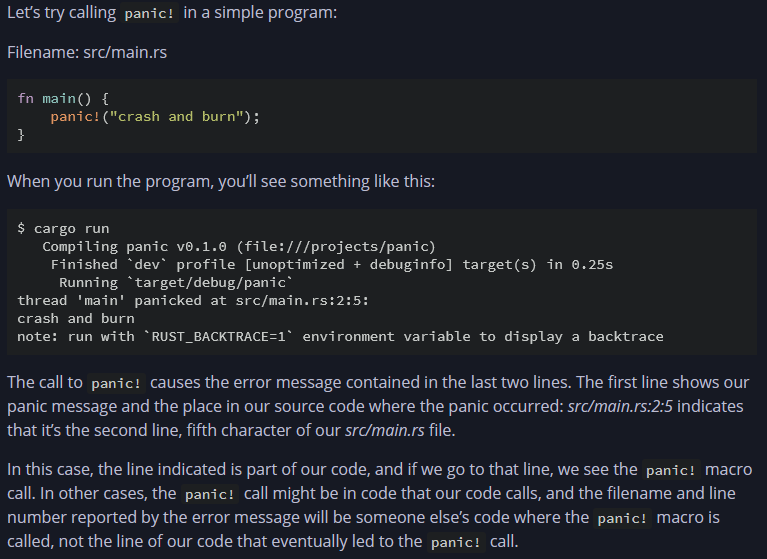 Let’s try calling panic! in a simple program:
Filename: src/main.rs
fn main() {
    panic!("crash and burn");
}
When you run the program, you’ll see something like this:
$ cargo run
   Compiling panic v0.1.0 (file:///projects/panic)
    Finished `dev` profile [unoptimized + debuginfo] target(s) in 0.25s
     Running `target/debug/panic`
thread 'main' panicked at src/main.rs:2:5:
crash and burn
note: run with `RUST_BACKTRACE=1` environment variable to display a backtrace
The call to panic! causes the error message contained in the last two lines. The first line shows our
panic message and the place in our source code where the panic occurred: src/main.rs:2:5 indicates
that it’s the second line, fifth character of our src/main.rs file.
In this case, the line indicated is part of our code, and if we go to that line, we see the panic! macro
call. In other cases, the panic! call might be in code that our code calls, and the filename and line
number reported by the error message will be someone else’s code where the panic! macro is
called, not the line of our code that eventually led to the panic! call.